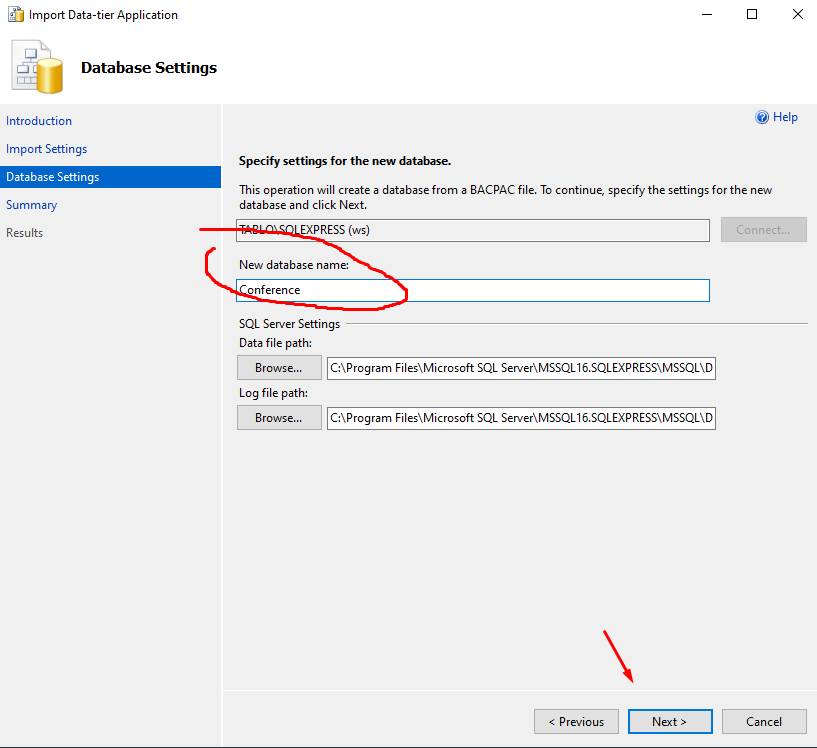 Import Data-tier Application
Database Settings
Introduction
Import Settings
Database Settings
Summary
Results
Help
Specify settings for the new database.
This operation will create a database from a BACPAC file. To continue, specify the settings for the new
database and click Next.
TABLO\SQLEXPRESS (ws)
Connect...
New database name:
Conference
SQL Server Settings
Data file path:
Browse...
C:\Program Files\Microsoft SQL Server\MSSQL16.SQLEXPRESS\MSSQL\D
Log file path:
Browse...
C:\Program Files\Microsoft SQL Server\MSSQL16.SQLEXPRESS\MSSQL\D
< Previous
Next >
Cancel